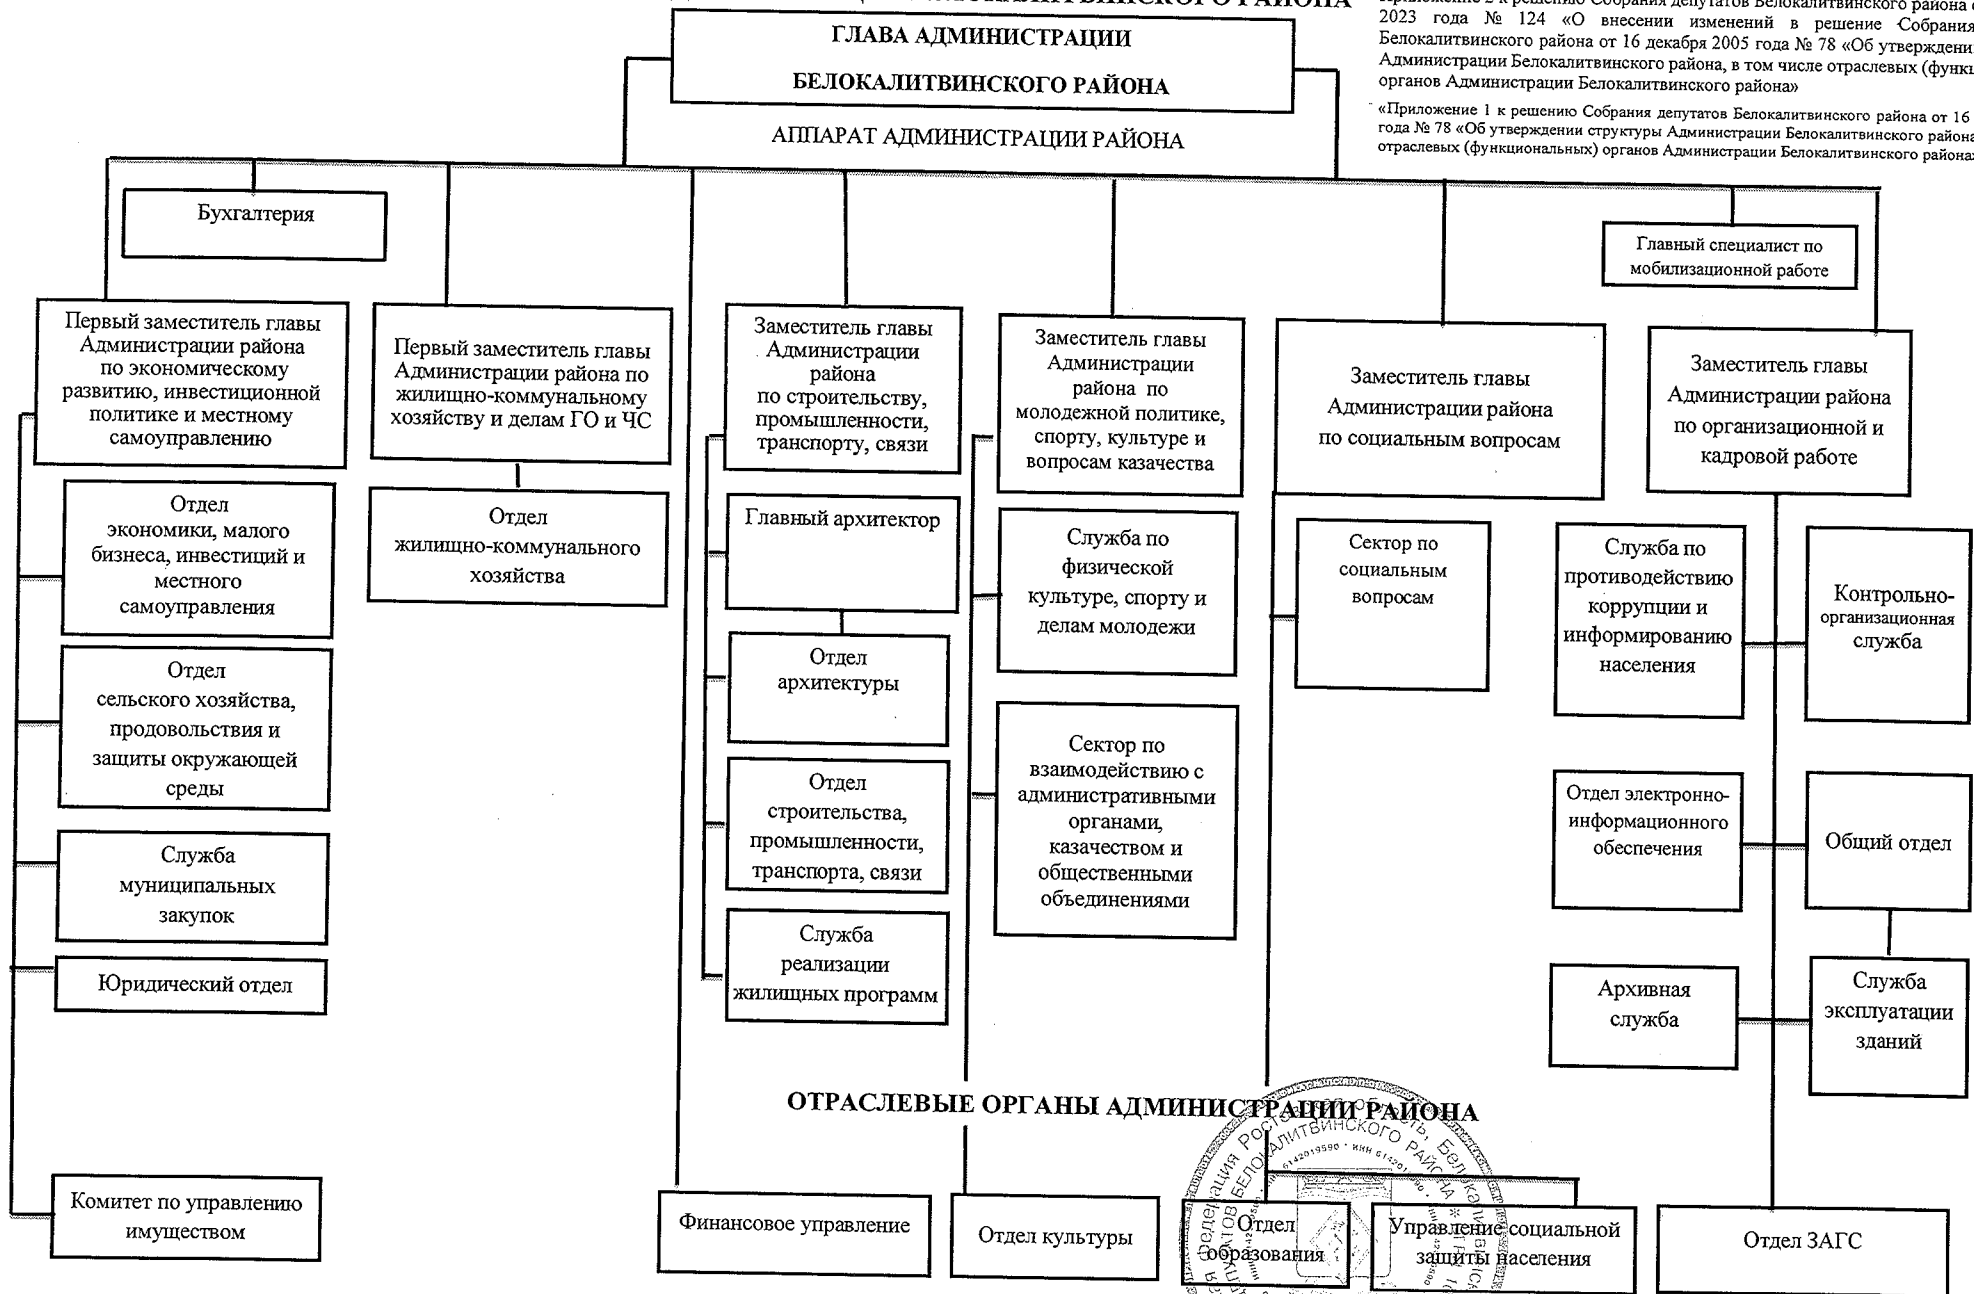 БЕЛОКАЛИТВИНСКОГО РАЙОНА
ГЛАВА АДМИНИСТРАЦИИ
БЕЛОКАЛИТВИНСКОГО РАЙОНА
АППАРАТ АДМИНИСТРАЦИИ РАЙОНА
Приложение 2 к решению Собрания депутатов Белокалитвинского района
2023 года № 124 «О внесении изменений в решение Собрания
Белокалитвинского района от 16 декабря 2005 года № 78 «Об
Администрации Белокалитвинского района, в том числе отраслевых
органов Администрации Белокалитвинского района»
«Приложение 1 к решению Собрания депутатов Белокалитвинского района от 16
года № 78 «Об утверждении структуры Администрации Белокалитвинского района
отраслевых (функциональных) органов Администрации Белокалитвинского района»
Бухгалтерия
Главный специалист по
мобилизационной работе
Первый заместитель главы
Администрации района
по экономическому
развитию, инвестиционной
политике и местному
самоуправлению
Первый заместитель главы
Администрации района по
жилищно-коммунальному
хозяйству и делам ГО и ЧС
Заместитель главы
Администрации
района
по строительству,
промышленности,
транспорту, связи
Заместитель главы
Администрации
района по
молодежной политике,
спорту, культуре и
вопросам казачества
Заместитель главы
Администрации района
по социальным вопросам
Заместитель главы
Администрации района
по организационной и
кадровой работе
Отдел
экономики, малого
бизнеса, инвестиций и
местного
самоуправления
Отдел
жилищно-коммунального
хозяйства
Главный архитектор
Служба по
физической
культуре, спорту и
делам молодежи
Сектор по
социальным
вопросам
Служба по
противодействию
коррупции и
информированию
населения
Контрольно-
организационная
служба
Отдел
сельского хозяйства,
продовольствия и
защиты окружающей
среды
Отдел
архитектуры
Сектор по
взаимодействию с
административными
органами,
казачеством и
общественными
объединениями
Отдел
строительства,
промышленности,
транспорта, связи
Отдел электронно-
информационного
обеспечения
Общий отдел
Служба
муниципальных
закупок
Служба
реализации
жилищных программ
Юридический отдел
Архивная
служба
Служба
эксплуатации
зданий
ОТРАСЛЕВЫЕ ОРГАНЫ АДМИНИСТРАЦИИ РАЙОНА
Комитет по управлению
имуществом
Финансовое управление
Отдел культуры
Отдел
образования
Управление социальной
защиты населения
Отдел ЗАГС